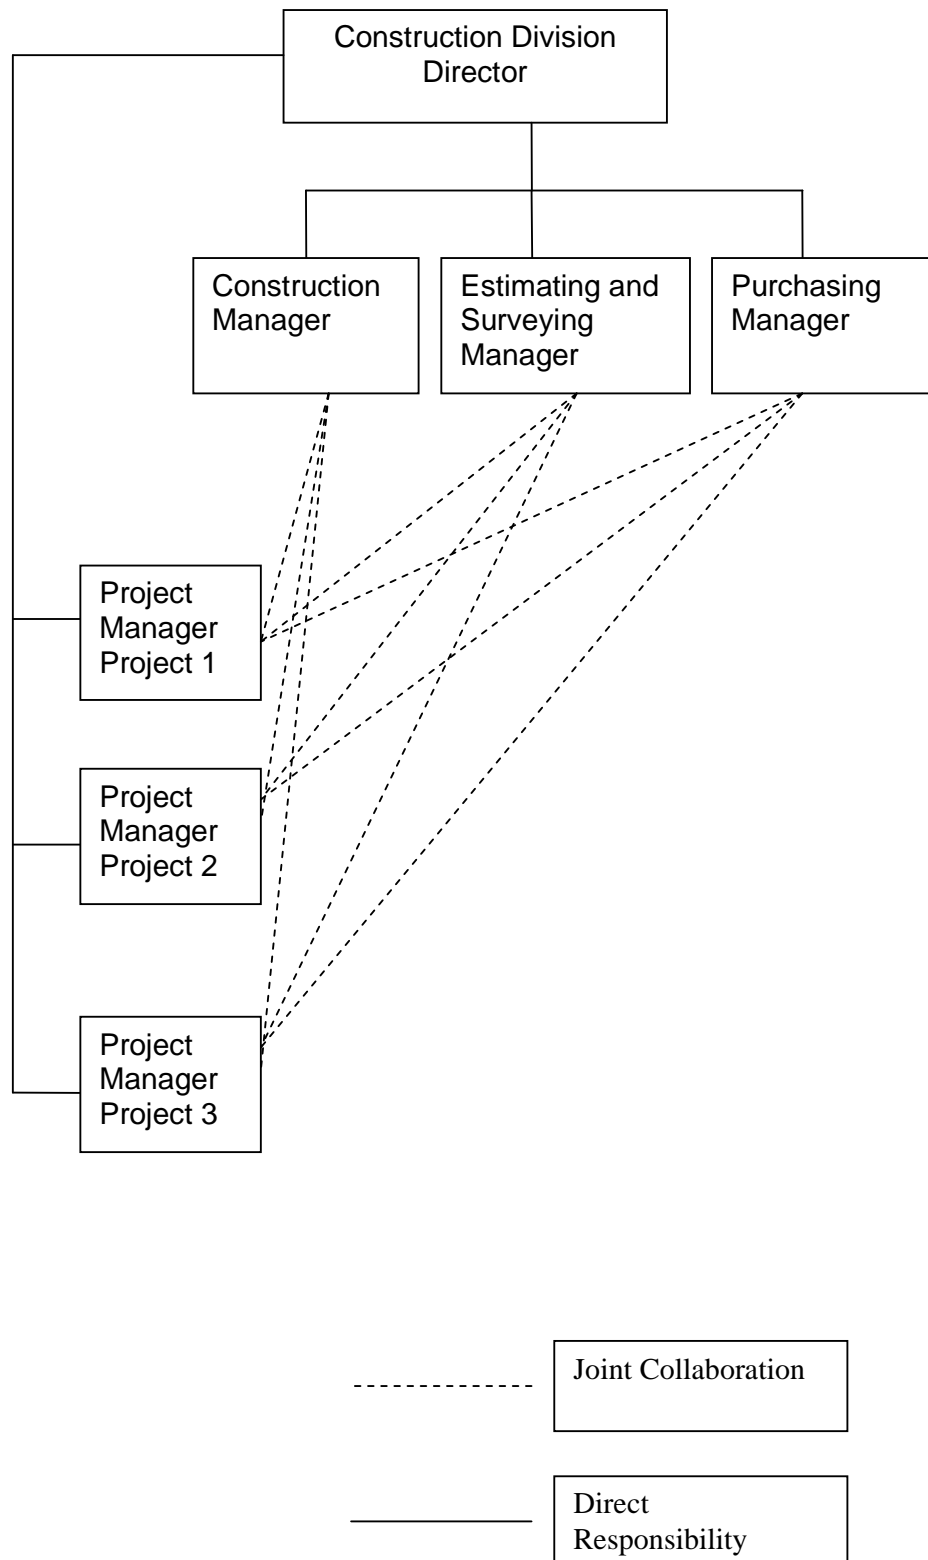 Construction Division
Director
Construction
Manager
Estimating and
Surveying
Manager
Purchasing
Manager
Project
Manager
Project 1
Project
Manager
Project 2
Project
Manager
Project 3
Joint Collaboration
Direct
Responsibility